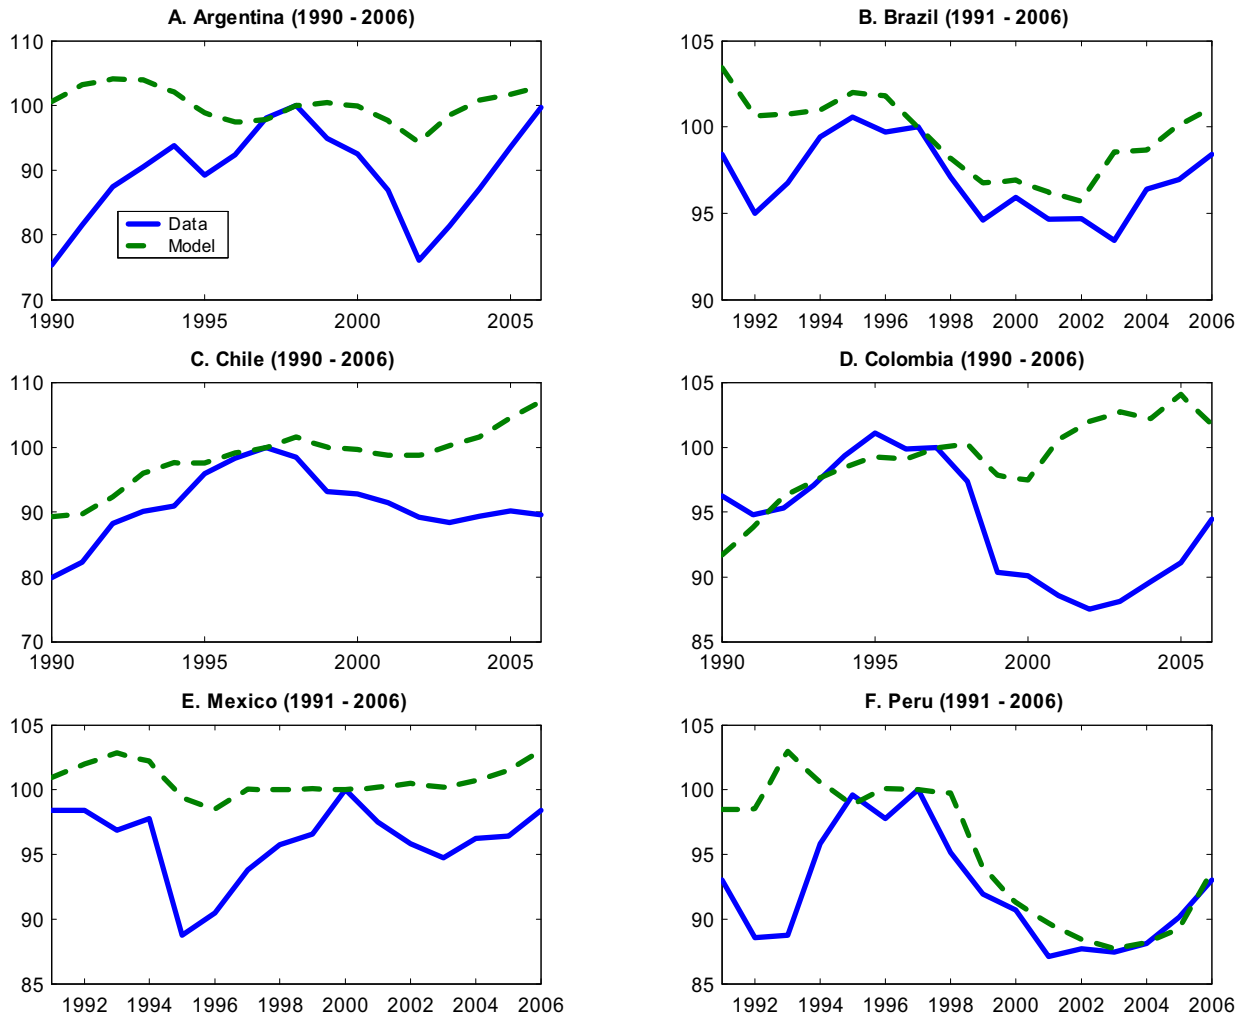 A. Argentina (1990 - 2006)
110
100
90
80
70
1990 1995 2000 2005
Data
Model
B. Brazil (1991 - 2006)
105
100
95
90
1992 1994 1996 1998 2000 2002 2004 2006
C. Chile (1990 - 2006)
110
100
90
80
70
1990 1995 2000 2005
D. Colombia (1990 - 2006)
105
100
95
90
85
1990 1995 2000 2005
E. Mexico (1991 - 2006)
105
100
95
90
85
1992 1994 1996 1998 2000 2002 2004 2006
F. Peru (1991 - 2006)
105
100
95
90
85
1992 1994 1996 1998 2000 2002 2004 2006